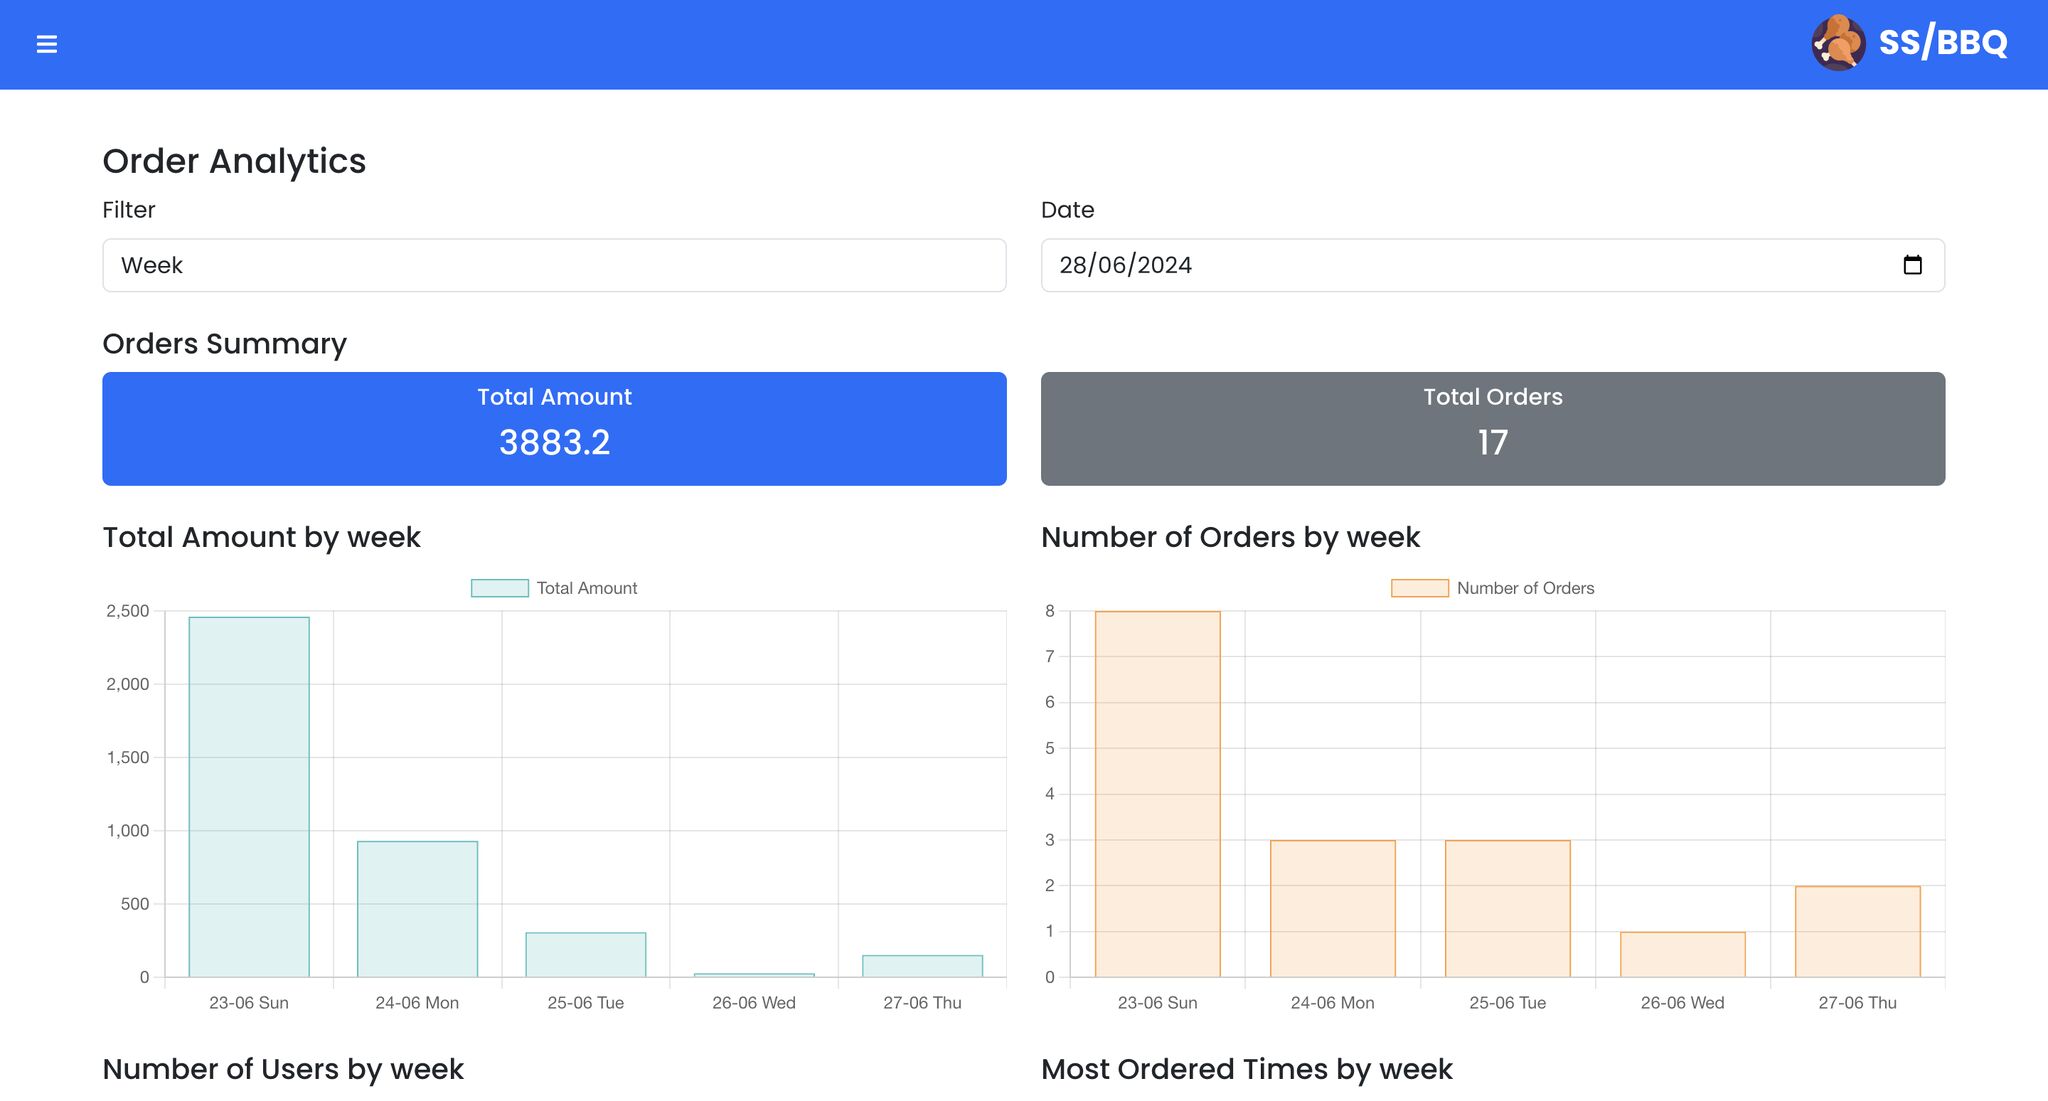 SS/BBQ
Order Analytics
Filter
Date
Week
28/06/2024
Orders Summary
Total Amount
3883.2
Total Orders
17
Total Amount by week
Total Amount
2,500
2,000
1,500
1,000
500
0
23-06 Sun
24-06 Mon
25-06 Tue
26-06 Wed
27-06 Thu
Number of Orders by week
Number of Orders
8
7
6
5
4
3
2
1
0
23-06 Sun
24-06 Mon
25-06 Tue
26-06 Wed
27-06 Thu
Number of Users by week
Most Ordered Times by week